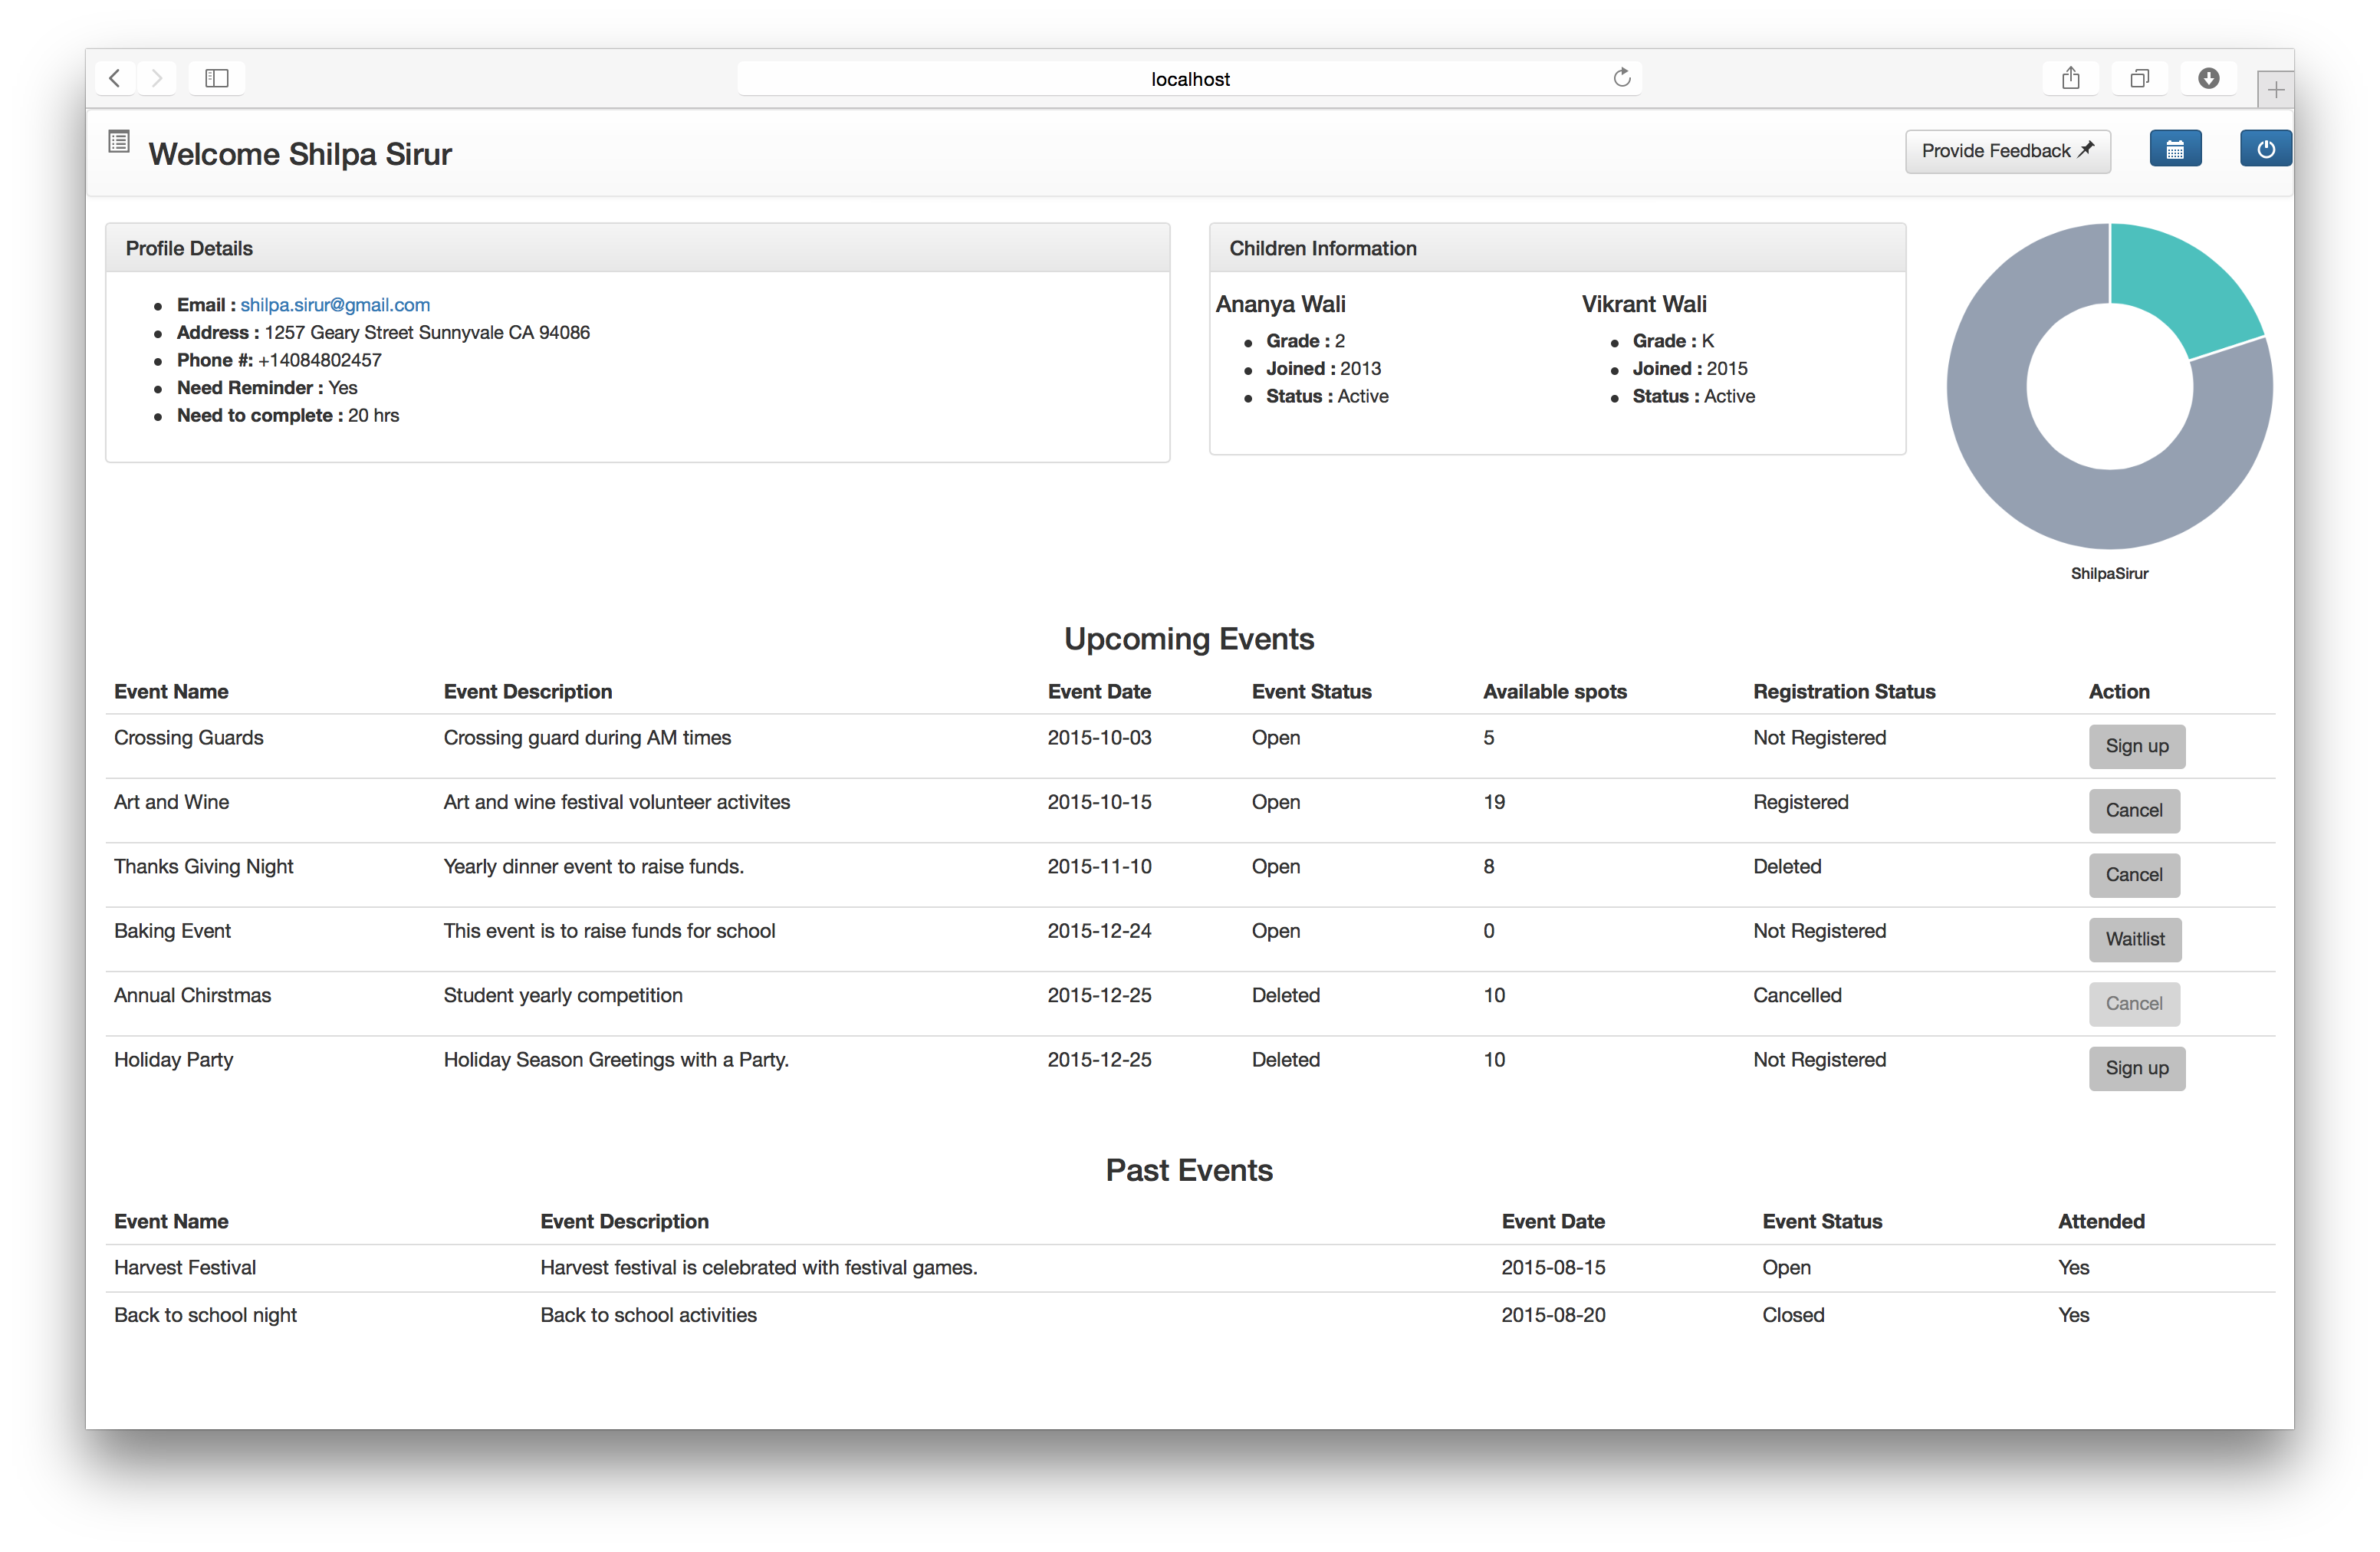 localhost
Welcome Shilpa Sirur
Provide Feedback
Profile Details
Email : shilpa.sirur@gmail.com
Address : 1257 Geary Street Sunnyvale CA 94086
Phone #: +14084802457
Need Reminder : Yes
Need to complete : 20 hrs
Children Information
Ananya Wali
Grade : 2
Joined : 2013
Status : Active
Vikrant Wali
Grade : K
Joined : 2015
Status : Active
ShilpaSirur
Upcoming Events
Event Name Event Description Event Date Event Status Available spots Registration Status Action
Crossing Guards Crossing guard during AM times 2015-10-03 Open 5 Not Registered Sign up
Art and Wine Art and wine festival volunteer activites 2015-10-15 Open 19 Registered Cancel
Thanks Giving Night Yearly dinner event to raise funds. 2015-11-10 Open 8 Deleted Cancel
Baking Event This event is to raise funds for school 2015-12-24 Open 0 Not Registered Waitlist
Annual Chirstmas Student yearly competition 2015-12-25 Deleted 10 Cancelled Cancel
Holiday Party Holiday Season Greetings with a Party. 2015-12-25 Deleted 10 Not Registered Sign up
Past Events
Event Name Event Description Event Date Event Status Attended
Harvest Festival Harvest festival is celebrated with festival games. 2015-08-15 Open Yes
Back to school night Back to school activities 2015-08-20 Closed Yes